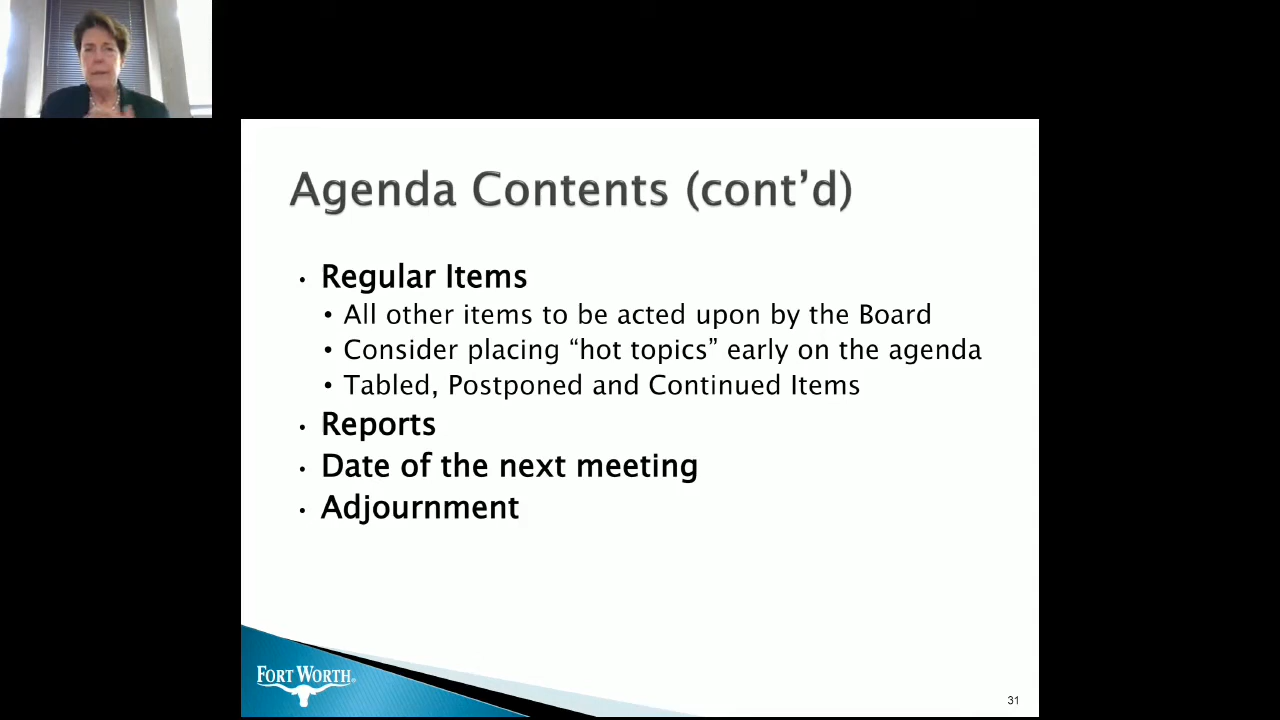 Agenda Contents (cont’d)
• Regular Items
• All other items to be acted upon by the Board
• Consider placing “hot topics” early on the agenda
• Tabled, Postponed and Continued Items
• Reports
• Date of the next meeting
• Adjournment
FORT WORTH®
31